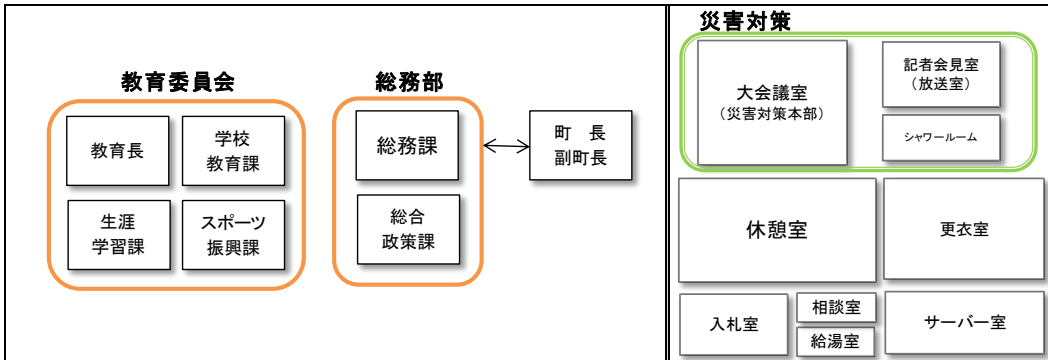 教育委員会
教育長
学校
教育課
生涯
学習課
スポーツ
振興課
総務部
総務課
総合
政策課
町　長
副町長
災害対策
大会議室
（災害対策本部）
記者会見室
（放送室）
シャワールーム
休憩室
更衣室
入札室
相談室
給湯室
サーバー室